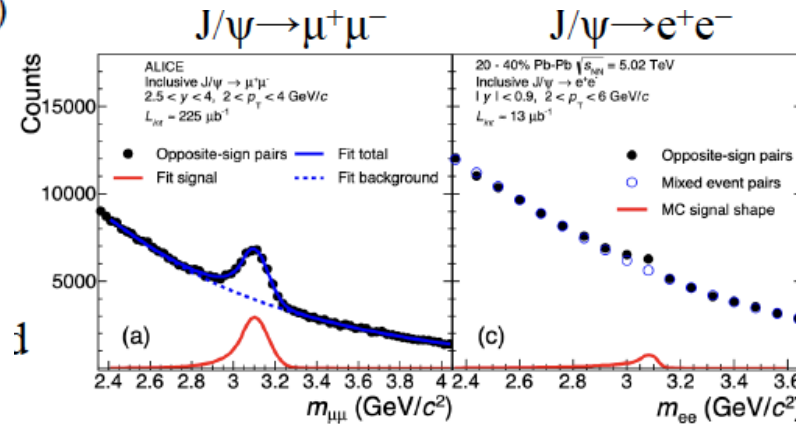 )
J/ψ→μ⁺μ⁻
J/ψ→e⁺e⁻
Counts
15000
10000
5000
d
ALICE
Inclusive J/ψ → μ⁺μ⁻
2.5 < y < 4, 2 < p_T < 4 GeV/c
L_int = 225 μb⁻¹
Opposite-sign pairs
Fit total
Fit signal
Fit background
(a)
2.4 2.6 2.8 3 3.2 3.4 3.6 3.8 4
m_μμ (GeV/c²)
20 - 40% Pb-Pb √s_NN = 5.02 TeV
Inclusive J/ψ → e⁺e⁻
| y | < 0.9, 2 < p_T < 6 GeV/c
L_int = 13 μb⁻¹
Opposite-sign pairs
Mixed event pairs
MC signal shape
(c)
2.4 2.6 2.8 3 3.2 3.4 3.6
m_ee (GeV/c²)